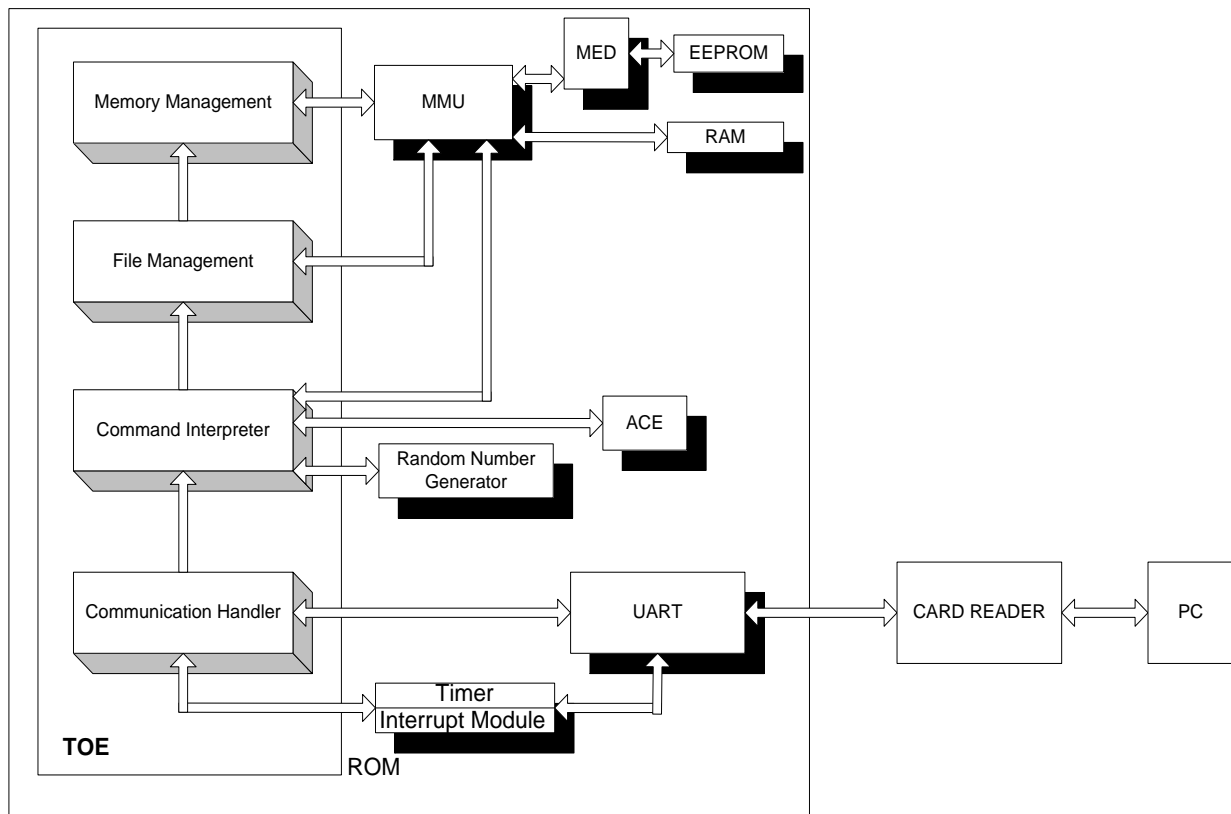 MED
EEPROM
Memory Management
MMU
RAM
File Management
Command Interpreter
ACE
Random Number
Generator
Communication Handler
UART
CARD READER
PC
Timer
Interrupt Module
TOE
ROM